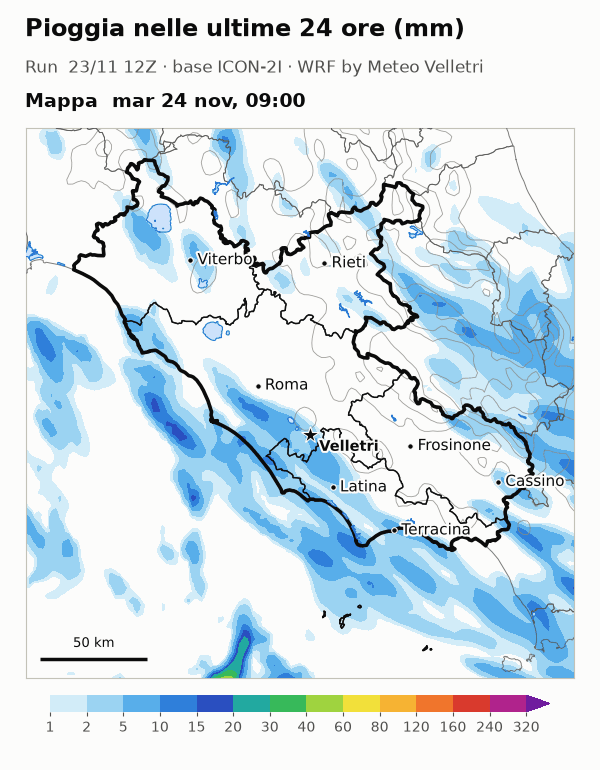 Pioggia nelle ultime 24 ore (mm)
Run  23/11 12Z · base ICON-2I · WRF by Meteo Velletri
Mappa  mar 24 nov, 09:00
Viterbo
Rieti
Roma
Velletri
Frosinone
Cassino
Latina
Terracina
50 km
1 2 5 10 15 20 30 40 60 80 120 160 240 320